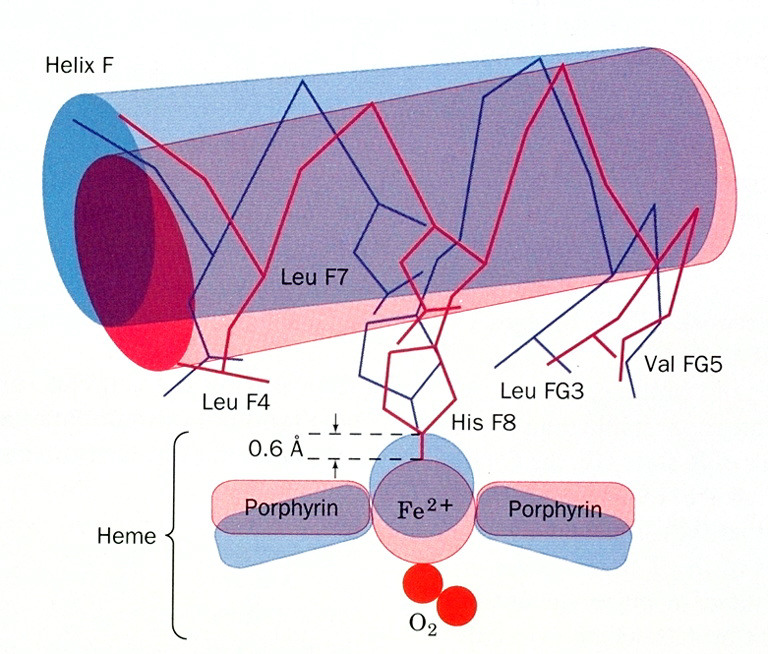 Helix F
Leu F7
Val FG5
Leu FG3
Leu F4
His F8
0.6 Å
Porphyrin
Fe²⁺
Porphyrin
Heme
O₂